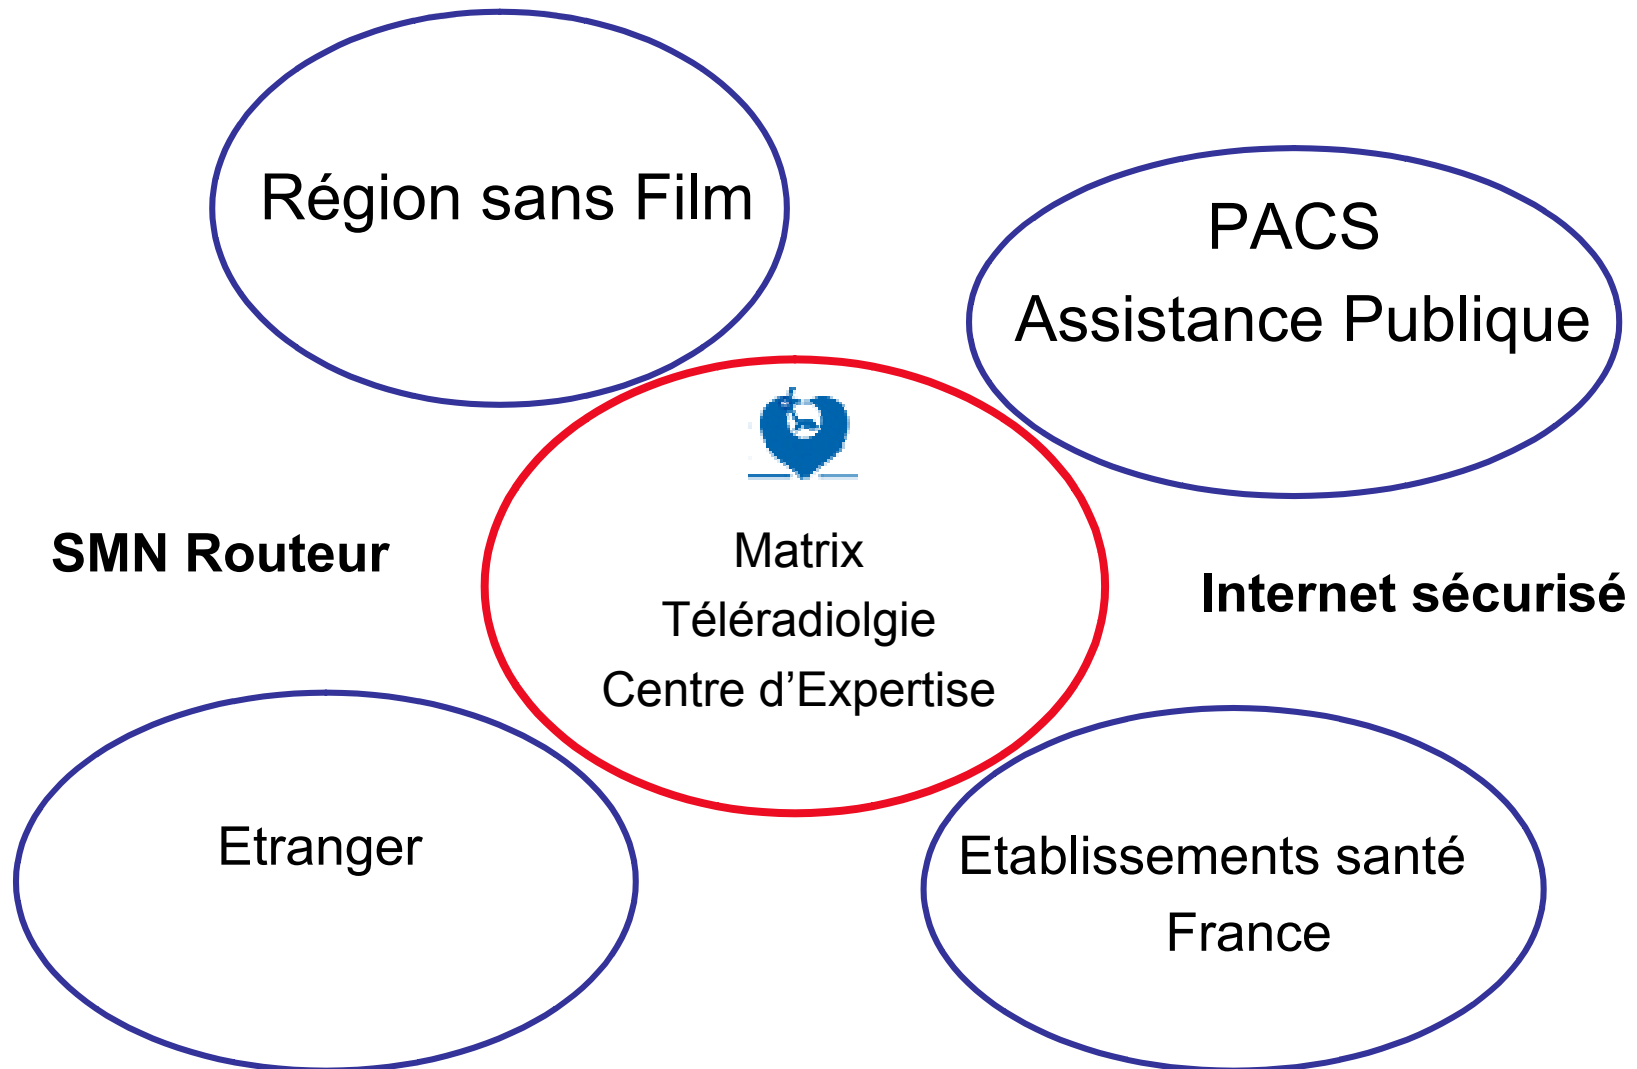 Région sans Film
PACS
Assistance Publique
SMN Routeur
Matrix
Téléradiolgie
Centre d’Expertise
Internet sécurisé
Etranger
Etablissements santé
France